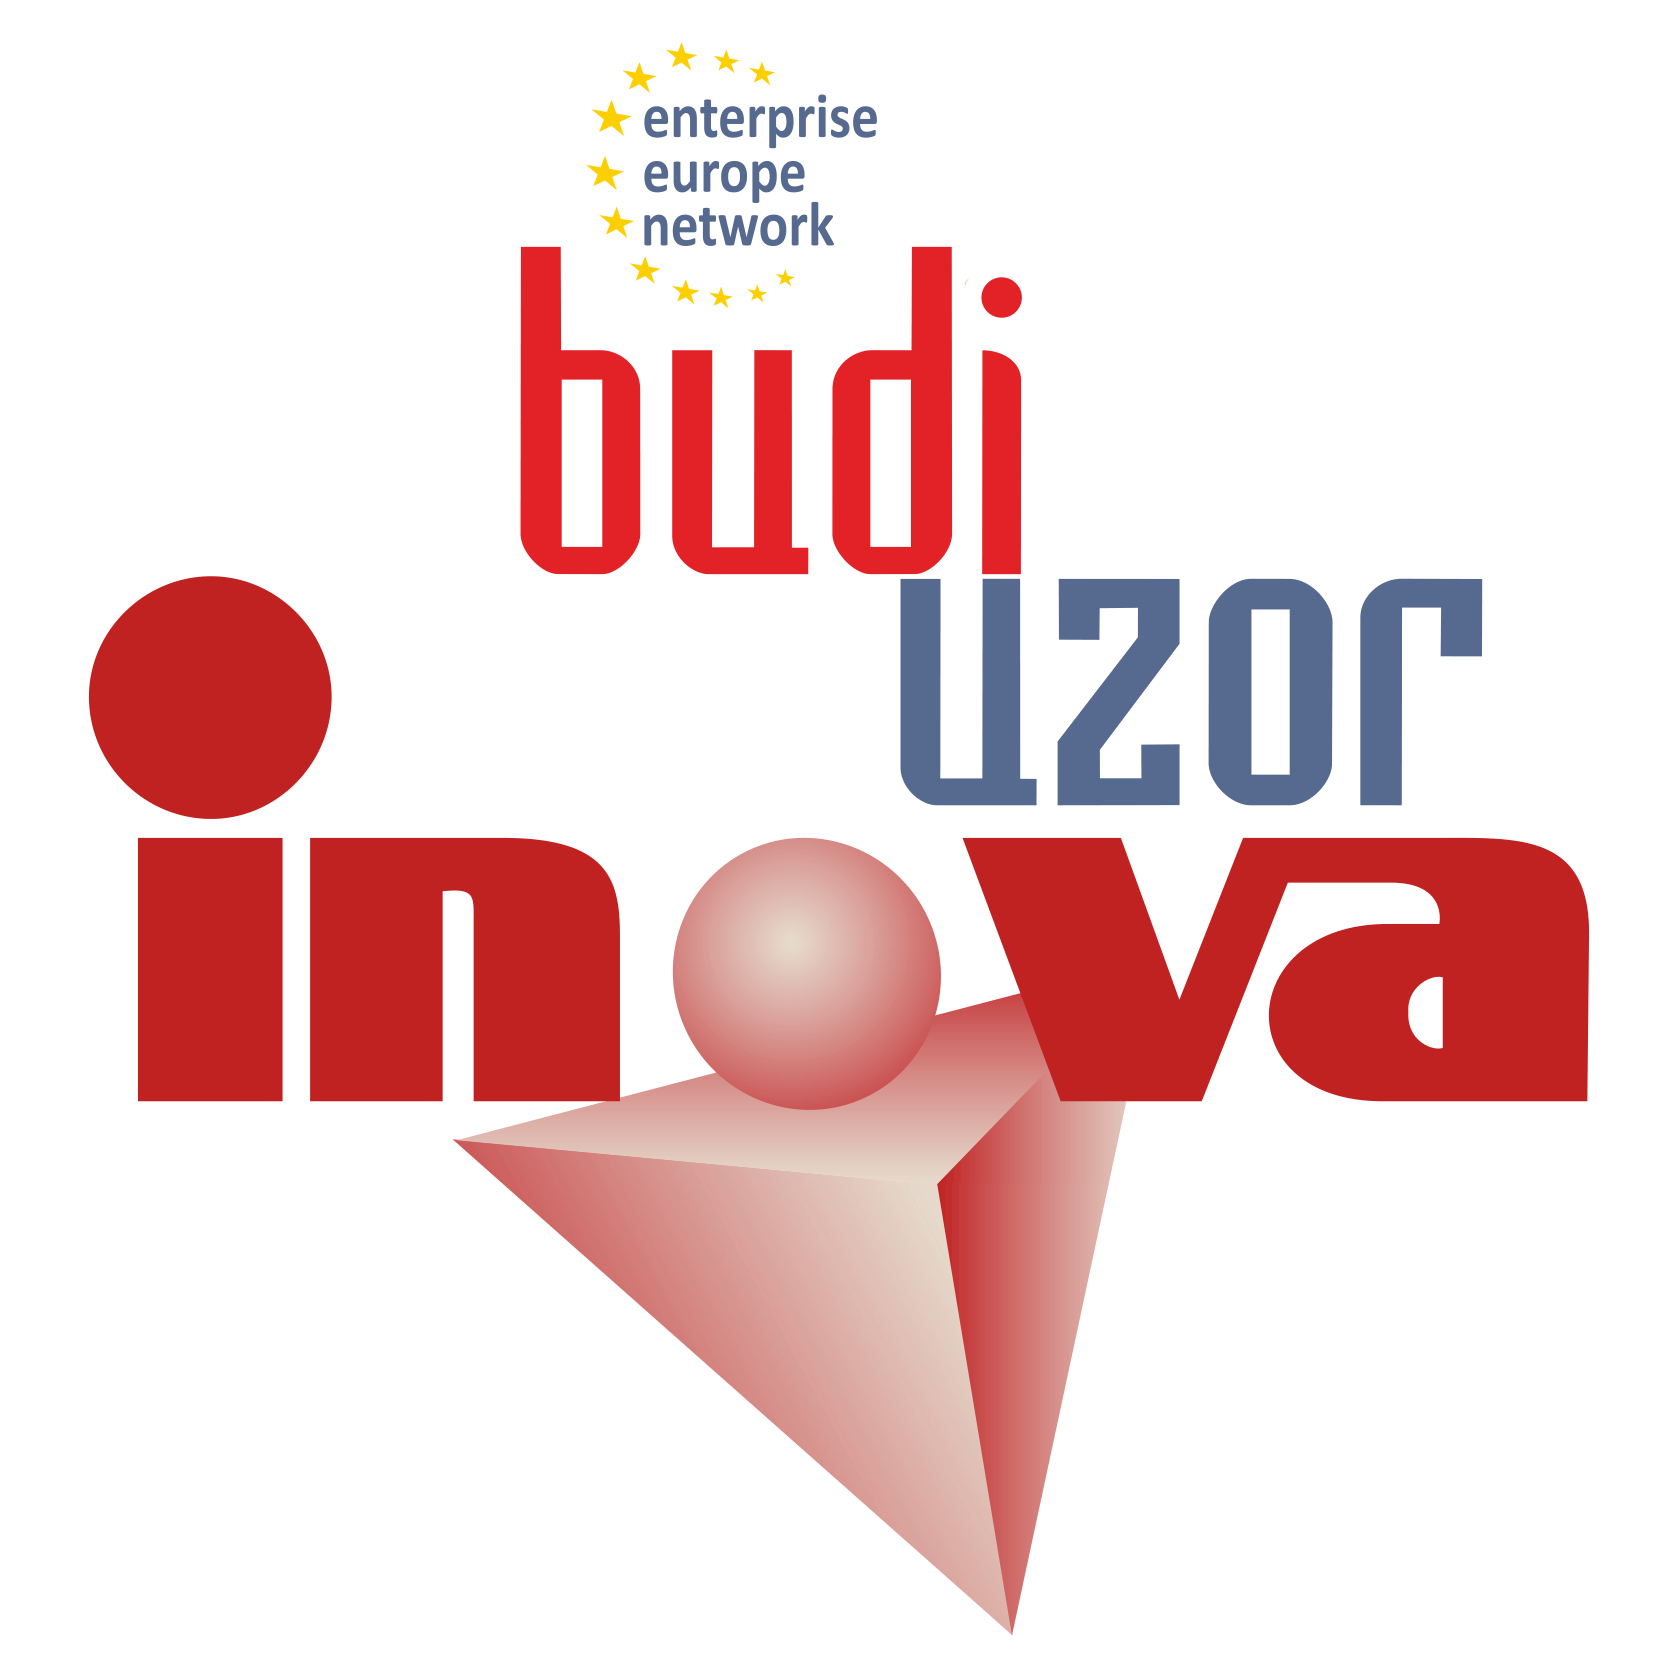 enterprise
europe
network
budi
uzor
inova